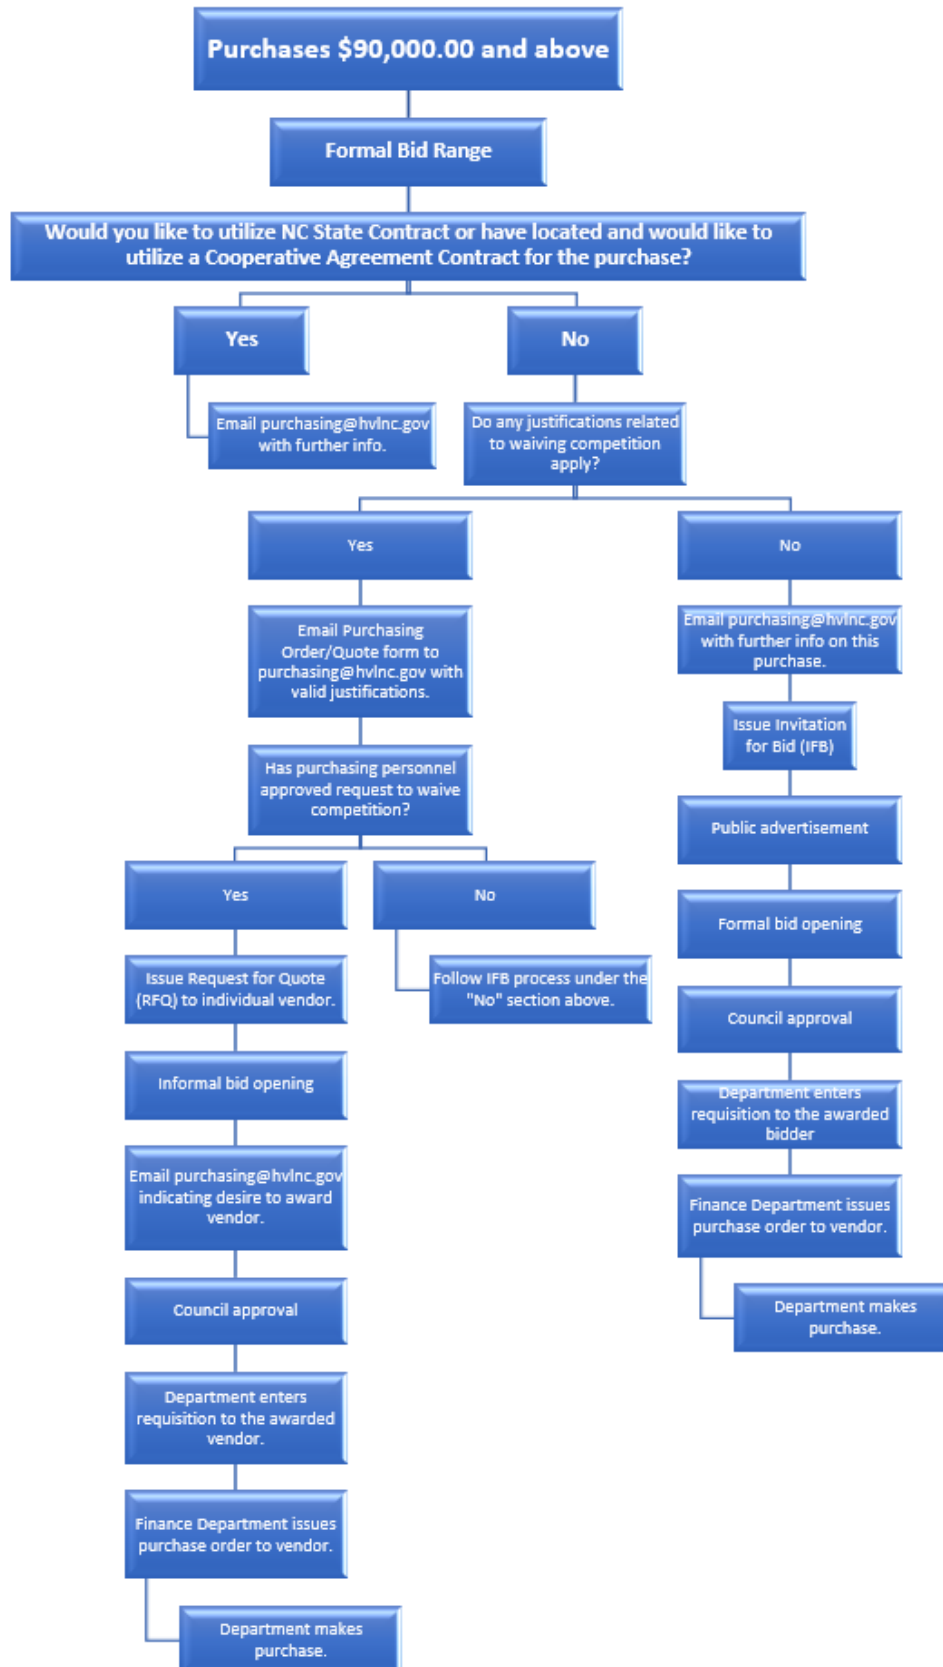 Purchases $90,000.00 and above
Formal Bid Range
Would you like to utilize NC State Contract or have located and would like to
utilize a Cooperative Agreement Contract for the purchase?
Yes
No
Email purchasing@hvlnc.gov
with further info.
Do any justifications related
to waiving competition
apply?
Yes
No
Email Purchasing
Order/Quote form to
purchasing@hvlnc.gov with
valid justifications.
Email purchasing@hvlnc.gov
with further info on this
purchase.
Issue Invitation
for Bid (IFB)
Has purchasing personnel
approved request to waive
competition?
Public advertisement
Yes
No
Formal bid opening
Issue Request for Quote
(RFQ) to individual vendor.
Follow IFB process under the
"No" section above.
Council approval
Informal bid opening
Department enters
requisition to the awarded
bidder
Email purchasing@hvlnc.gov
indicating desire to award
vendor.
Finance Department issues
purchase order to vendor.
Council approval
Department makes
purchase.
Department enters
requisition to the awarded
vendor.
Finance Department issues
purchase order to vendor.
Department makes
purchase.